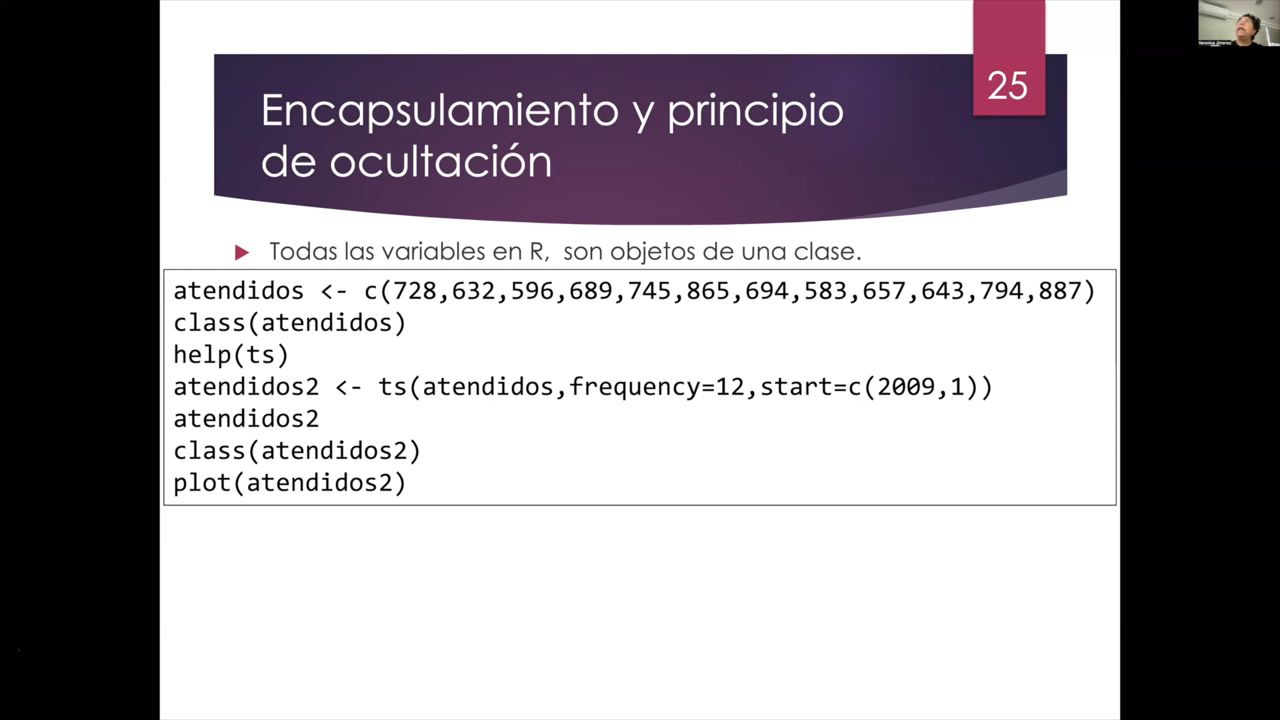 25
Encapsulamiento y principio
de ocultación
Todas las variables en R, son objetos de una clase.
atendidos <- c(728,632,596,689,745,865,694,583,657,643,794,887)
class(atendidos)
help(ts)
atendidos2 <- ts(atendidos,frequency=12,start=c(2009,1))
atendidos2
class(atendidos2)
plot(atendidos2)